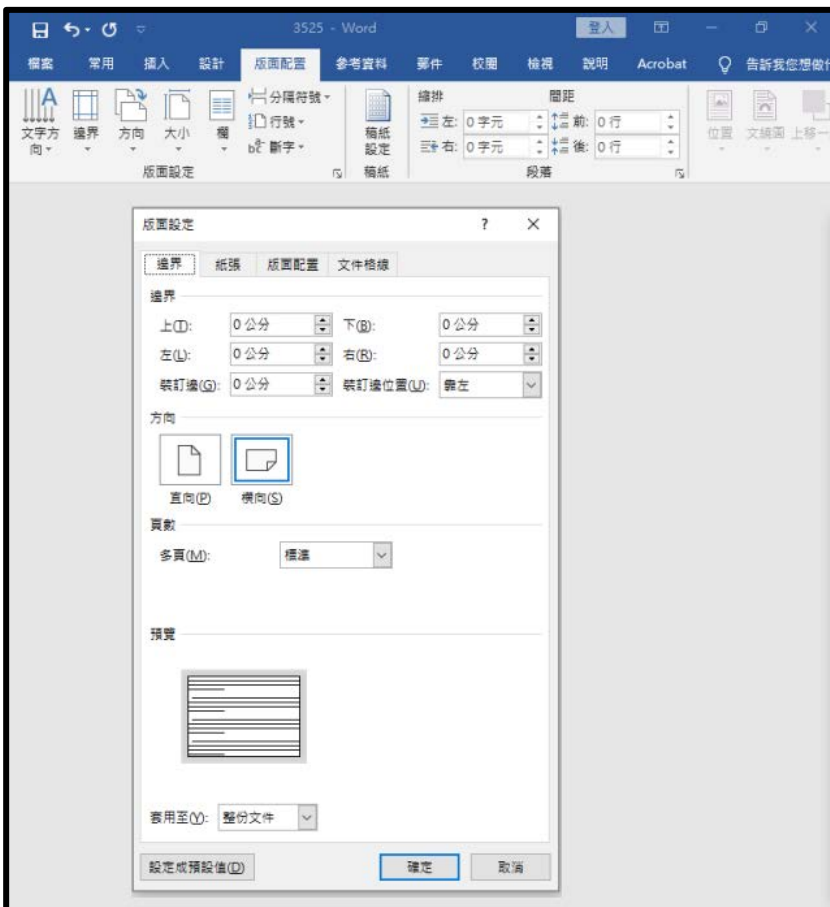 3525 - Word
登入
檔案 常用 插入 設計 版面配置 參考資料 郵件 校閱 檢視 說明 Acrobat 告訴我您想做什
縮排 間距
文字方向 邊界 方向 大小 欄 分隔符號 稿紙設定 左: 0 字元 前: 0 行 位置 文繞圖 上移一
行號 右: 0 字元 後: 0 行
bc 斷字
版面設定 稿紙 段落
版面設定 ?
邊界 紙張 版面配置 文件格線
邊界
上(T): 0 公分 下(B): 0 公分
左(L): 0 公分 右(R): 0 公分
裝訂邊(G): 0 公分 裝訂邊位置(U): 靠左
方向
直向(P) 橫向(S)
頁數
多頁(M): 標準
預覽
套用至(Y): 整份文件
設定成預設值(D) 確定 取消